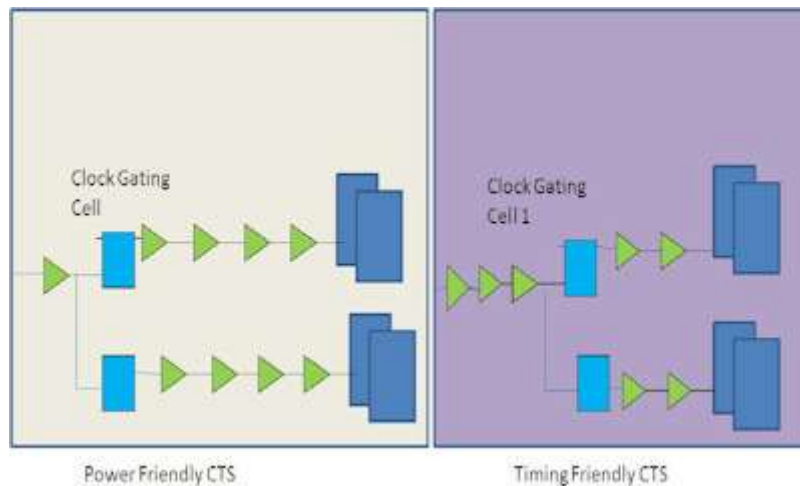 Clock Gating
Cell
Clock Gating
Cell 1
Power Friendly CTS
Timing Friendly CTS